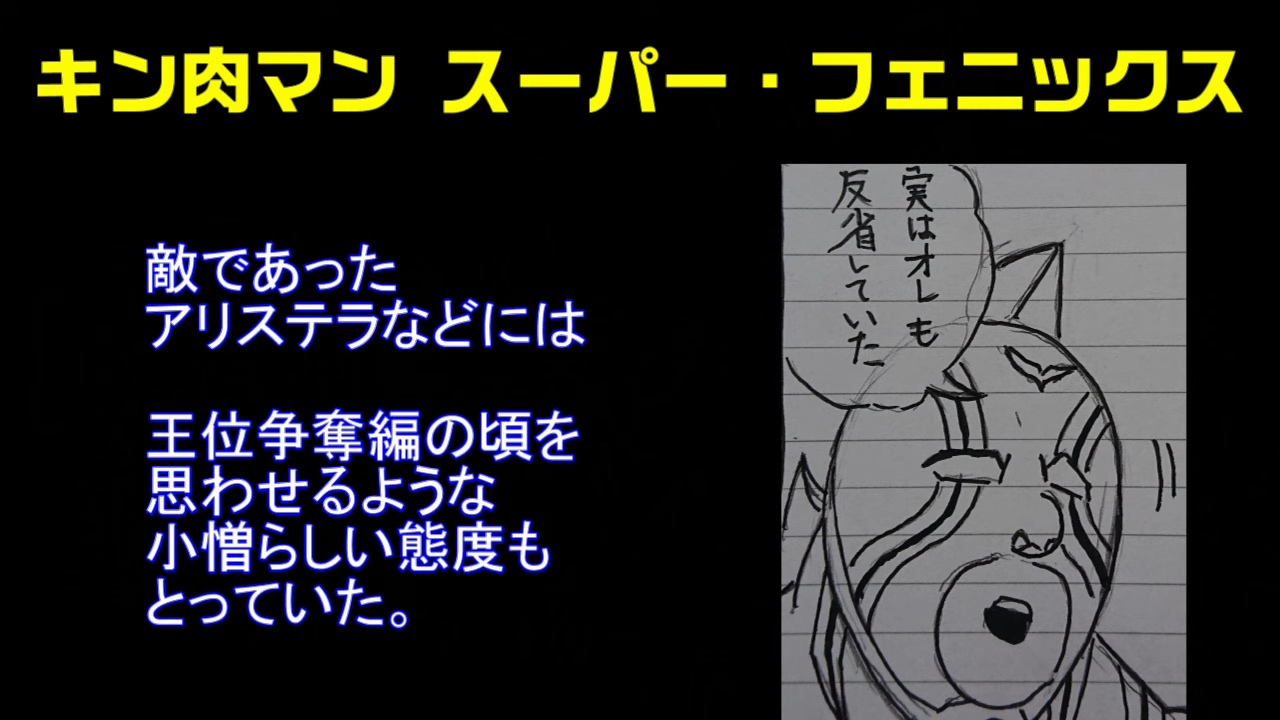 キン肉マン スーパー・フェニックス
敵であった
アリステラなどには
王位争奪編の頃を
思わせるような
小憎らしい態度も
とっていた。
実はオレも
反省していた